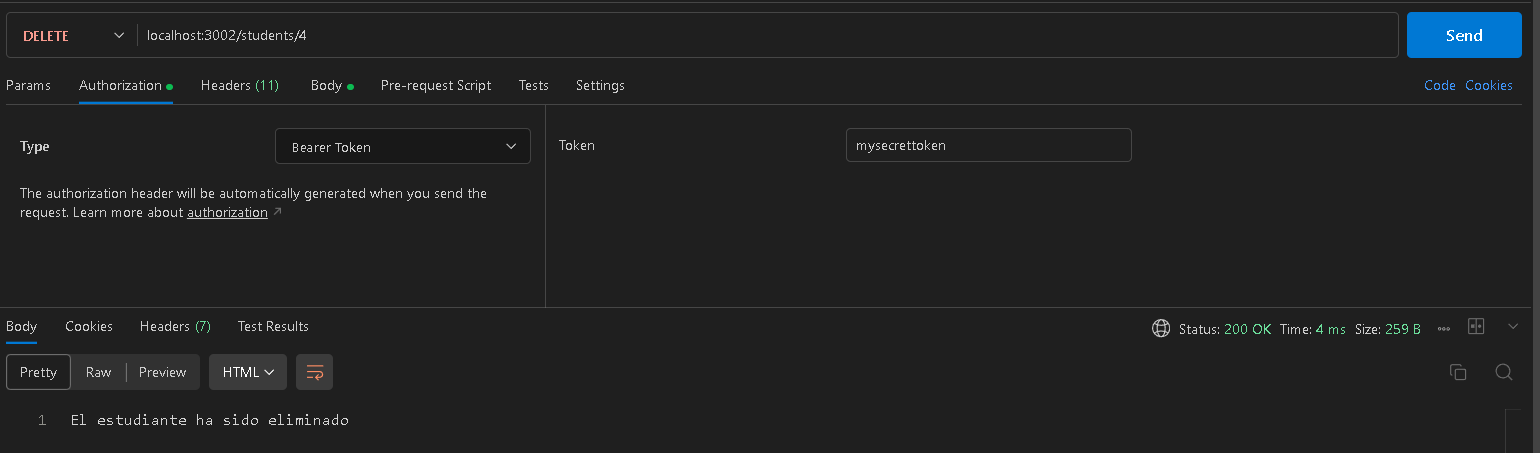 DELETE localhost:3002/students/4 Send
Params Authorization Headers (11) Body Pre-request Script Tests Settings Code Cookies
Type Bearer Token Token mysecrettoken
The authorization header will be automatically generated when you send the
request. Learn more about authorization ↗
Body Cookies Headers (7) Test Results Status: 200 OK Time: 4 ms Size: 259 B
Pretty Raw Preview HTML
1 El estudiante ha sido eliminado